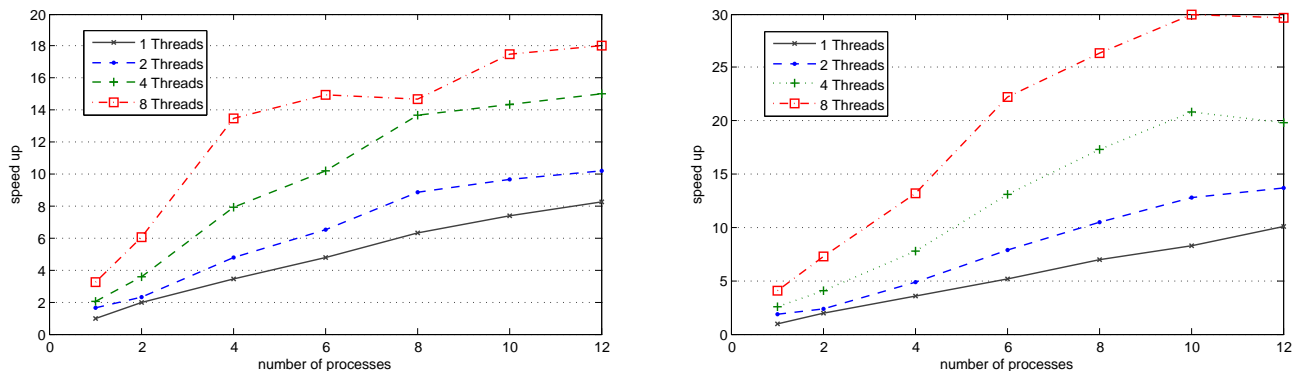 20
18
16
14
12
10
8
6
4
2
0
speed up
1 Threads
2 Threads
4 Threads
8 Threads
0 2 4 6 8 10 12
number of processes
30
25
20
15
10
5
0
speed up
1 Threads
2 Threads
4 Threads
8 Threads
0 2 4 6 8 10 12
number of processes